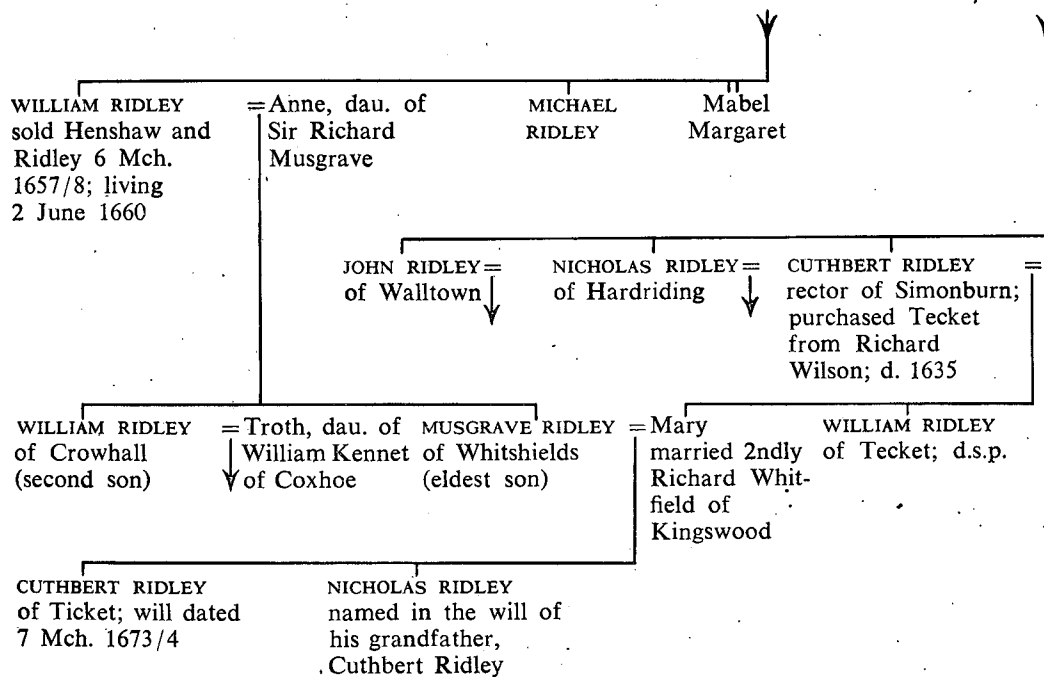 WILLIAM RIDLEY
sold Henshaw and
Ridley 6 Mch.
1657/8; living
2 June 1660
= Anne, dau. of
Sir Richard
Musgrave
MICHAEL
RIDLEY
Mabel
Margaret
JOHN RIDLEY =
of Walltown
NICHOLAS RIDLEY =
of Hardriding
CUTHBERT RIDLEY =
rector of Simonburn;
purchased Tecket
from Richard
Wilson; d. 1635
WILLIAM RIDLEY
of Crowhall
(second son)
= Troth, dau. of
William Kennet
of Coxhoe
MUSGRAVE RIDLEY
of Whitshields
(eldest son)
= Mary
married 2ndly
Richard Whit-
field of
Kingswood
WILLIAM RIDLEY
of Tecket; d.s.p.
CUTHBERT RIDLEY
of Ticket; will dated
7 Mch. 1673/4
NICHOLAS RIDLEY
named in the will of
his grandfather,
Cuthbert Ridley